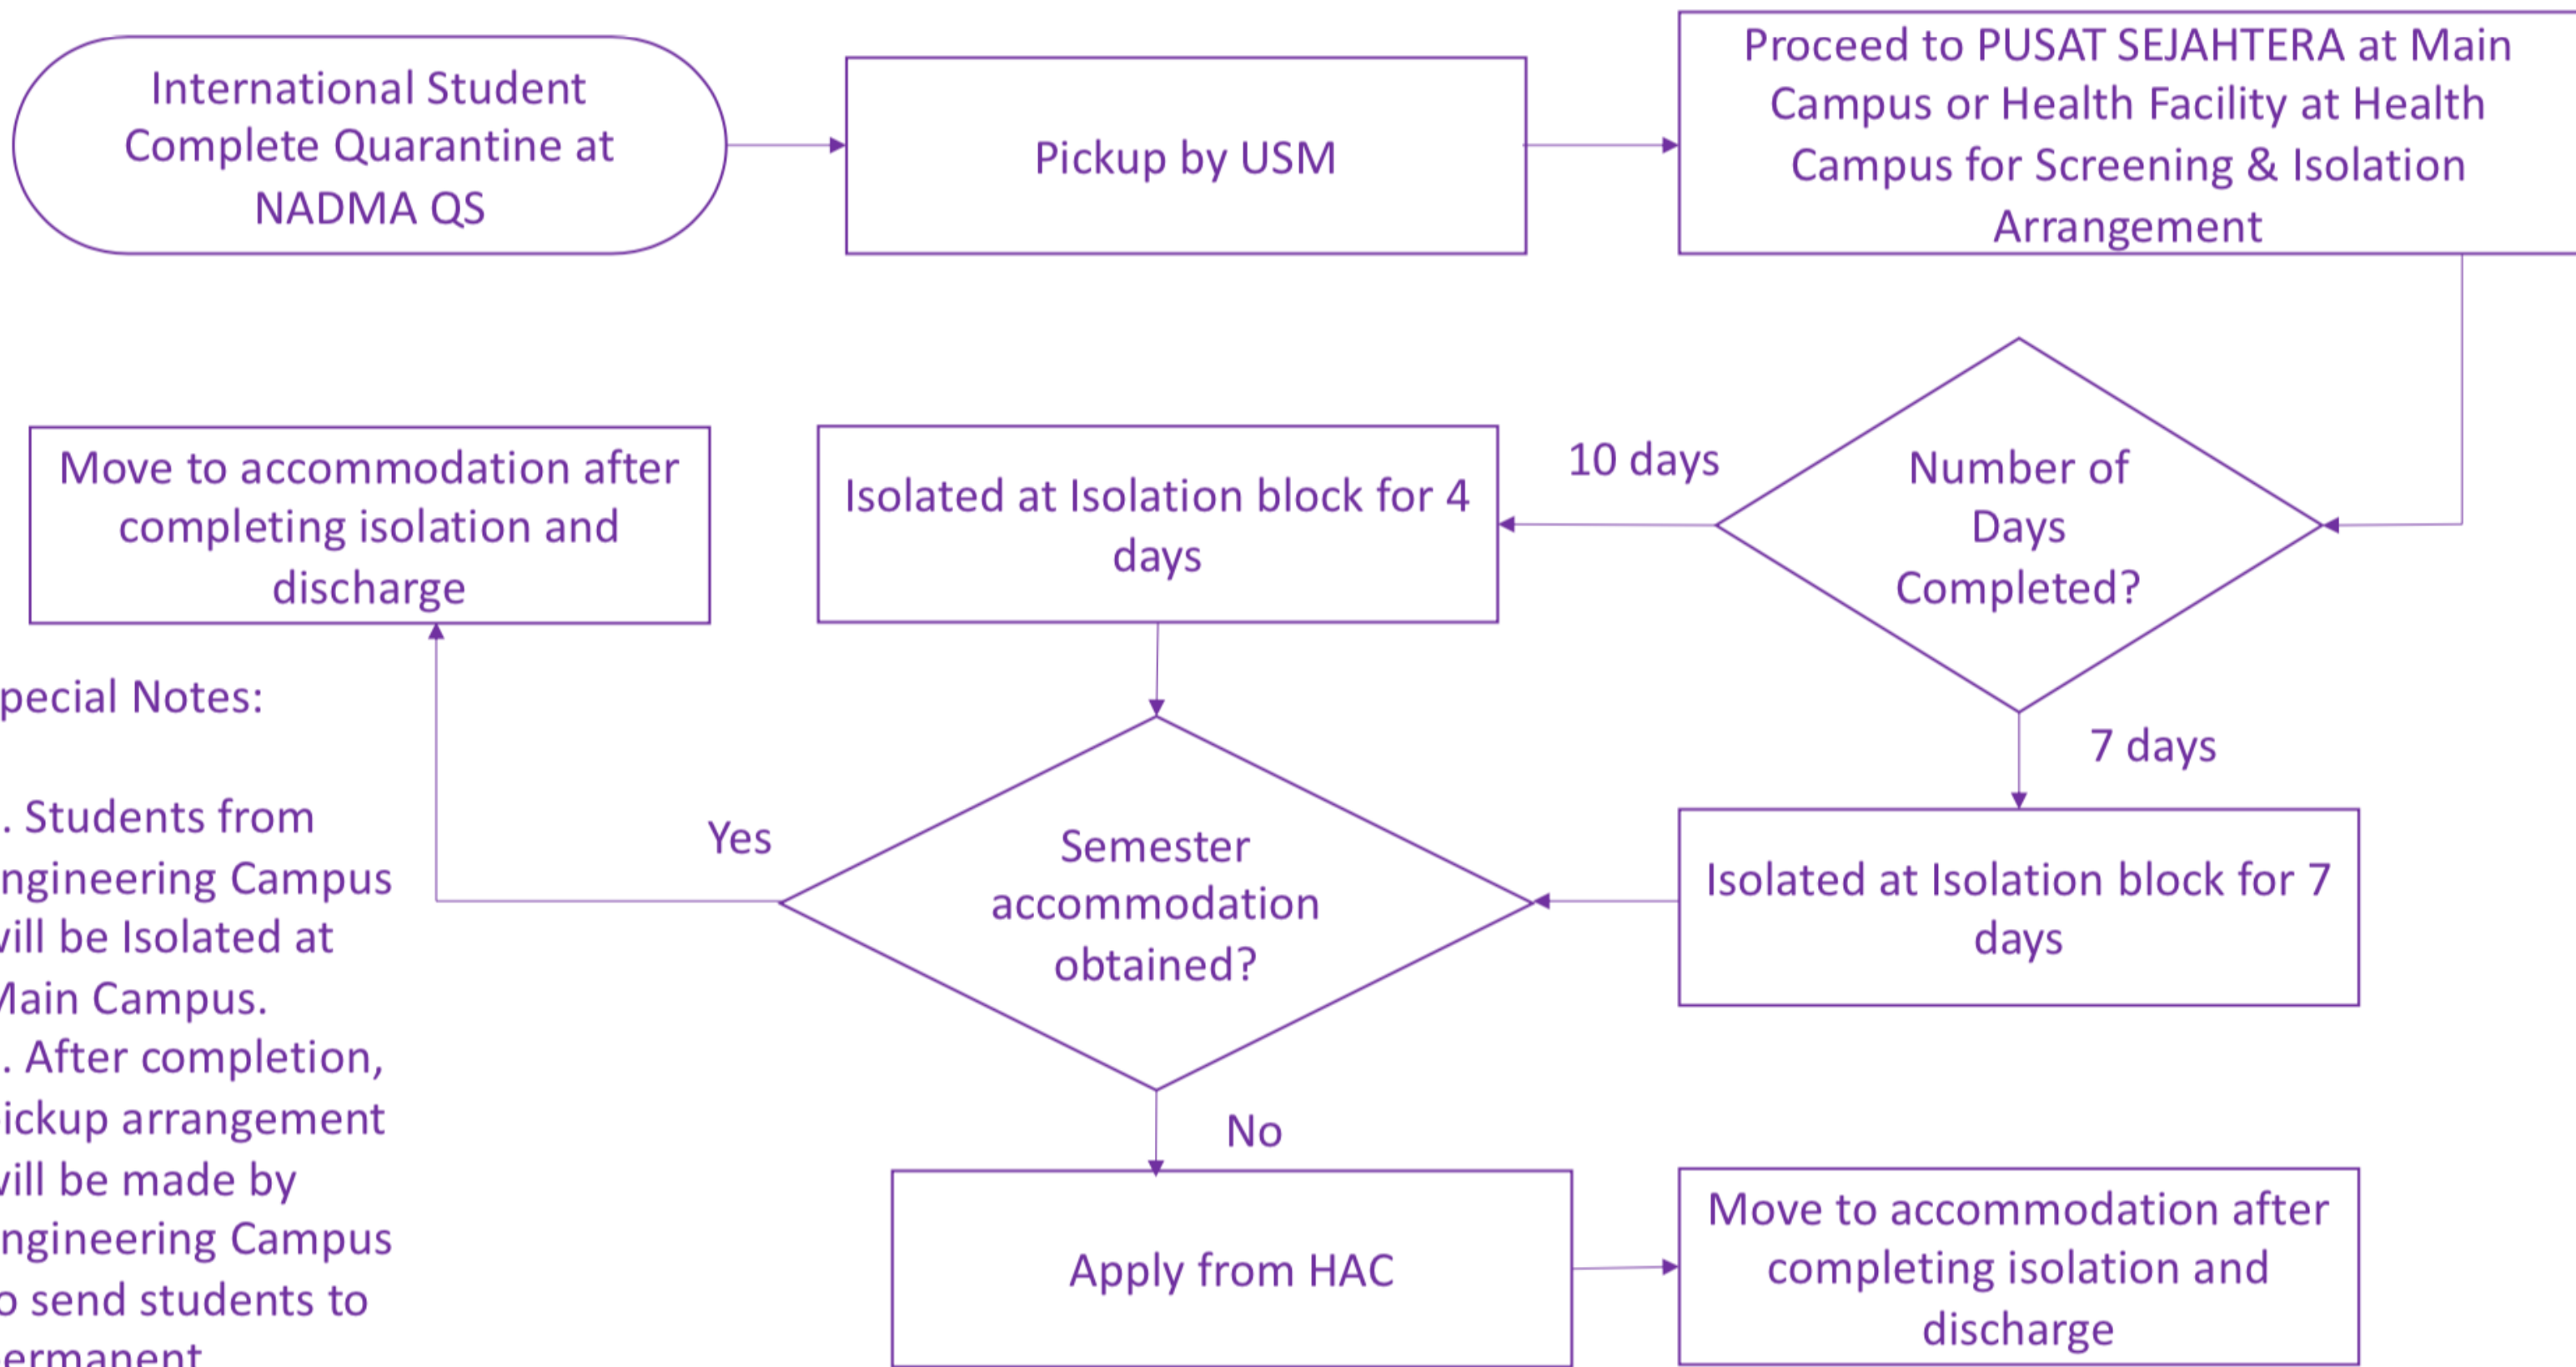 International Student
Complete Quarantine at
NADMA QS
Pickup by USM
Proceed to PUSAT SEJAHTERA at Main
Campus or Health Facility at Health
Campus for Screening & Isolation
Arrangement
Number of
Days
Completed?
10 days
Isolated at Isolation block for 4
days
7 days
Isolated at Isolation block for 7
days
Semester
accommodation
obtained?
Yes
Move to accommodation after
completing isolation and
discharge
No
Apply from HAC
Move to accommodation after
completing isolation and
discharge
pecial Notes:
. Students from
ngineering Campus
will be Isolated at
Main Campus.
. After completion,
ickup arrangement
will be made by
ngineering Campus
o send students to
ermanent